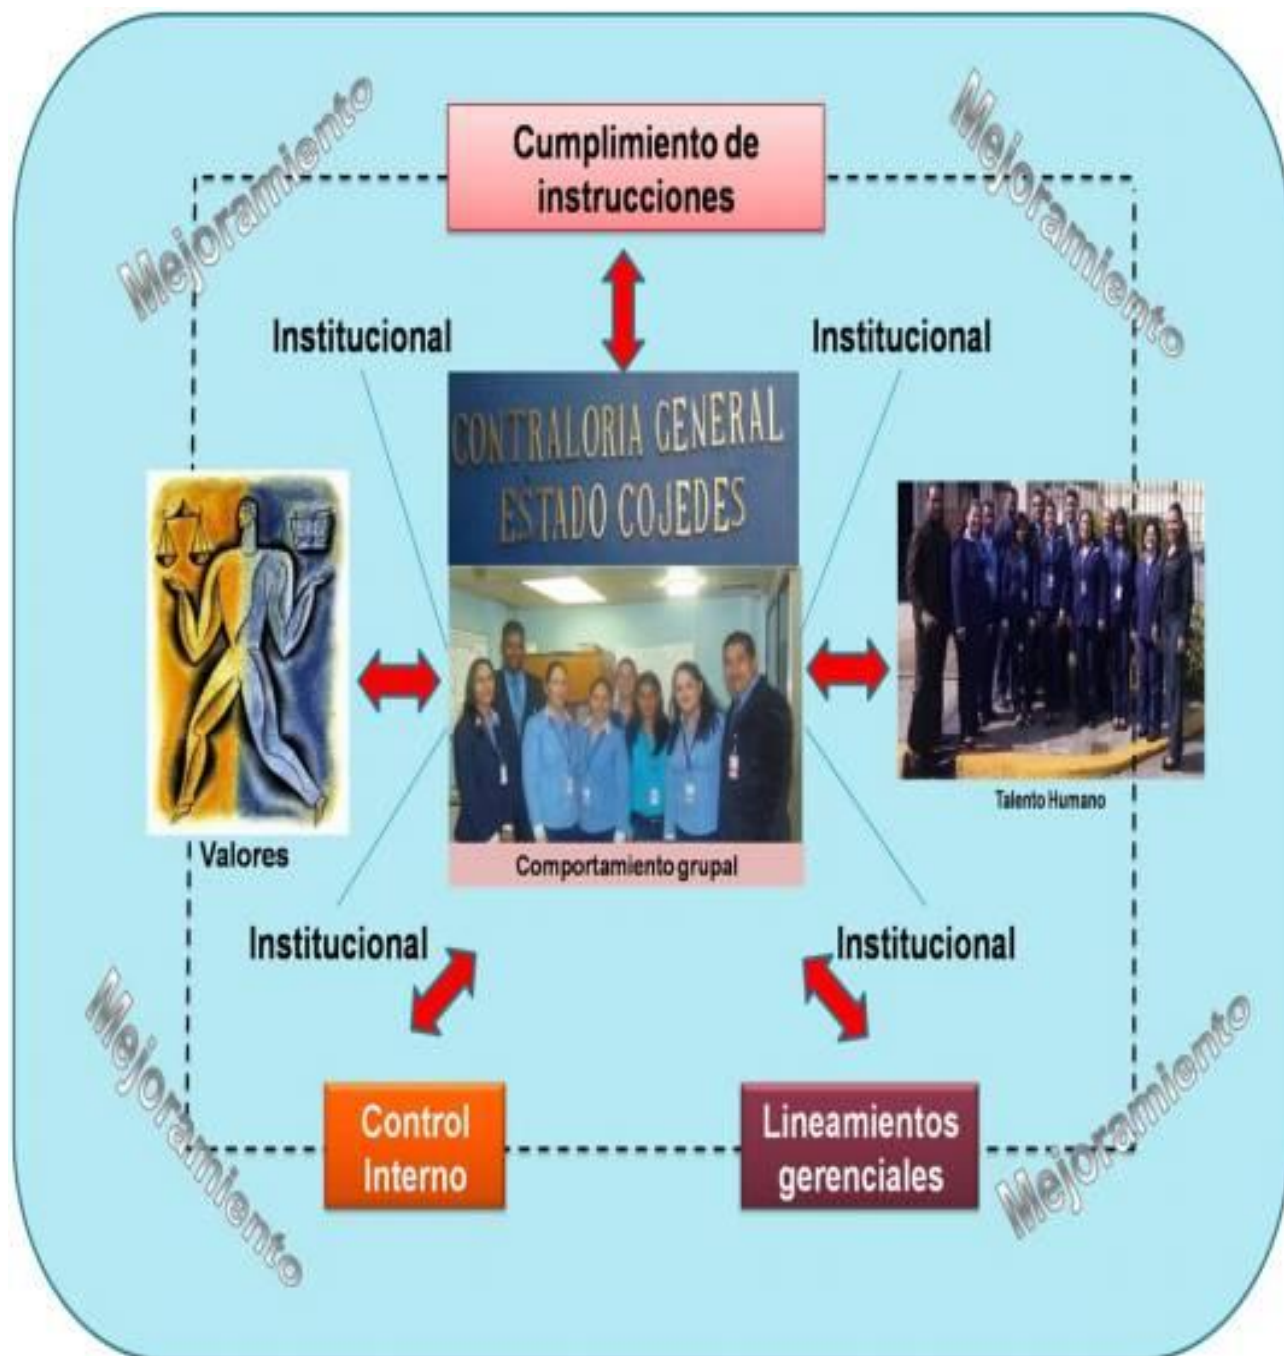 Mejoramiento
Mejoramiento
Cumplimiento de
instrucciones
Institucional
Institucional
CONTRALORIA GENERAL
ESTADO COJEDES
Valores
Comportamiento grupal
Talento Humano
Institucional
Institucional
Mejoramiento
Mejoramiento
Control
Interno
Lineamientos
gerenciales